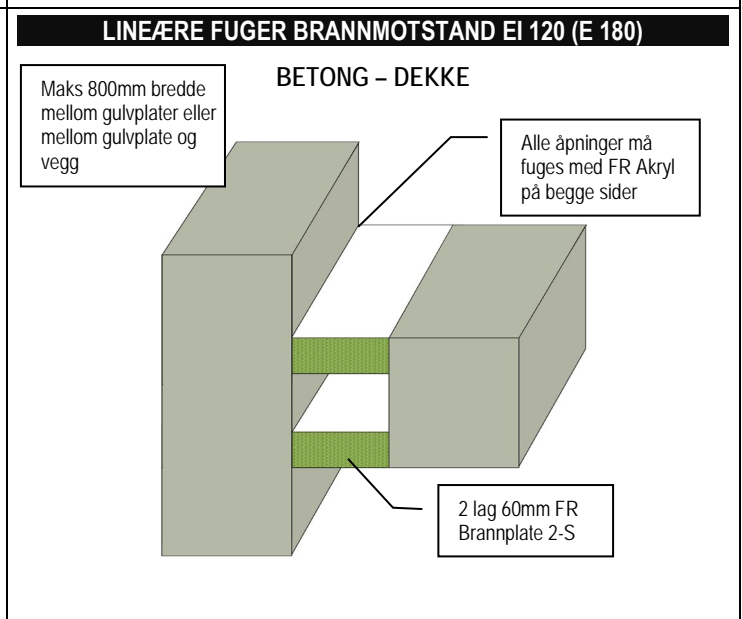 LINEÆRE FUGER BRANNMOTSTAND EI 120 (E 180)
BETONG – DEKKE
Maks 800mm bredde
mellom gulvplater eller
mellom gulvplate og
vegg
Alle åpninger må
fuges med FR Akryl
på begge sider
2 lag 60mm FR
Brannplate 2-S